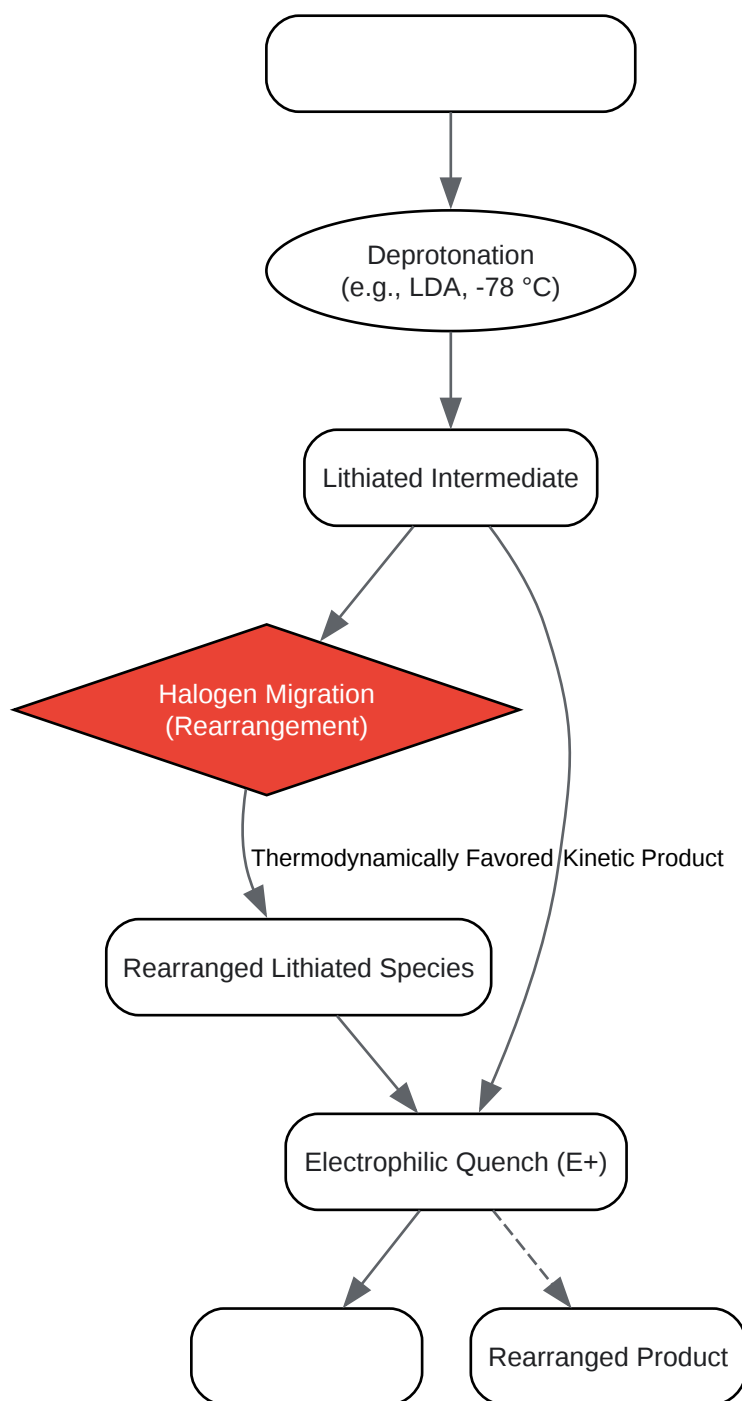 Deprotonation
(e.g., LDA, -78 °C)
Lithiated Intermediate
Halogen Migration
(Rearrangement)
Thermodynamically Favored
Kinetic Product
Rearranged Lithiated Species
Electrophilic Quench (E+)
Rearranged Product